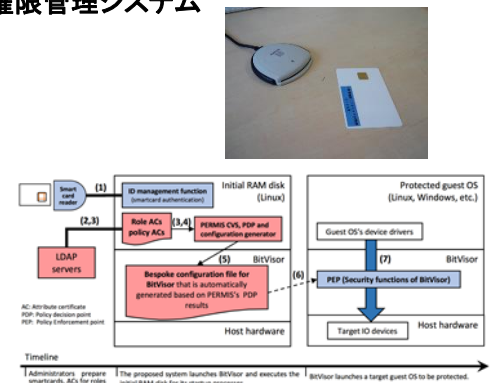 権限管理システム
Smart
card
reader
(1)
ID management function
(smartcard authentication)
Initial RAM disk
(Linux)
Protected guest OS
(Linux, Windows, etc.)
(2,3)
Role ACs
policy ACs
(3,4)
PERMIS CVS, PDP and
configuration generator
Guest OS's device drivers
LDAP
servers
(5)
BitVisor
(6)
(7)
BitVisor
Bespoke configuration file for
BitVisor that is automatically
generated based on PERMIS's PDP
results
PEP (Security functions of BitVisor)
AC: Attribute certificate
PDP: Policy decision point
PEP: Policy Enforcement point
Host hardware
Host hardware
Target IO devices
Timeline
Administrators prepare
smartcards, ACs for roles
The proposed system launches BitVisor and executes the
initial RAM disk for its startup processes
BitVisor launches a target guest OS to be protected.